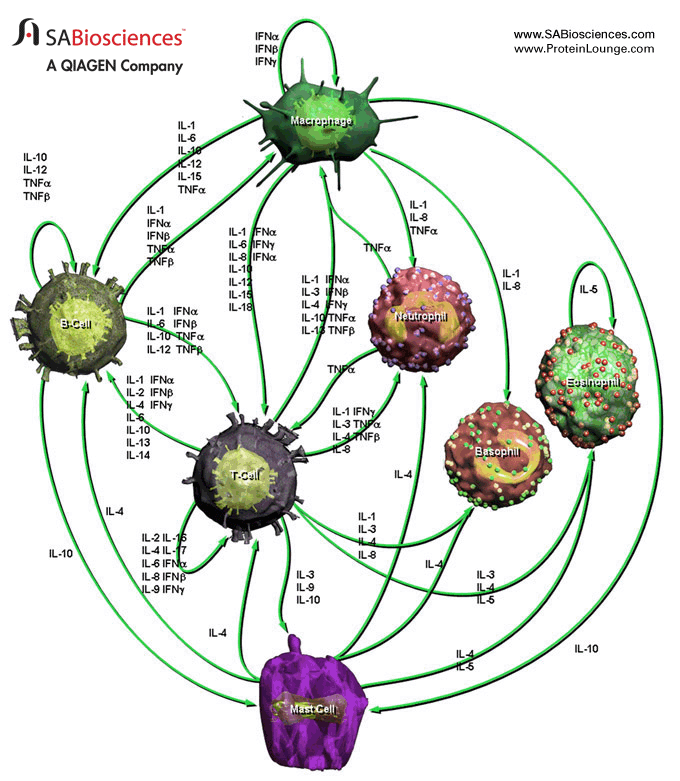 SABiosciences™
A QIAGEN Company
www.SABiosciences.com
www.ProteinLounge.com
IFNα
IFNβ
IFNγ
Macrophage
IL-1
IL-6
IL-10
IL-12
IL-15
TNFα
IL-10
IL-12
TNFα
TNFβ
IL-1
IFNα
IFNβ
TNFα
TNFβ
IL-1 IFNα
IL-6 IFNγ
IL-8 IFNα
IL-10
IL-12
IL-15
IL-18
IL-1 IFNα
IL-3 IFNβ
IL-4 IFNγ
IL-10 TNFα
IL-13 TNFβ
TNFα
IL-1
IL-8
TNFα
IL-1
IL-8
IL-5
B-Cell
Neutrophil
Eosinophil
IL-1 IFNα
IL-6 IFNβ
IL-10 TNFα
IL-12 TNFβ
TNFα
IL-1 IFNα
IL-2 IFNβ
IL-4 IFNγ
IL-6
IL-10
IL-13
IL-14
IL-1 IFNγ
IL-3 TNFα
IL-4 TNFβ
IL-8
T-Cell
Basophil
IL-4
IL-4
IL-10
IL-2 IL-16
IL-4 IL-17
IL-6 IFNα
IL-8 IFNβ
IL-9 IFNγ
IL-1
IL-3
IL-4
IL-8
IL-4
IL-3
IL-9
IL-10
IL-3
IL-4
IL-5
IL-4
IL-4
IL-5
IL-10
Mast Cell